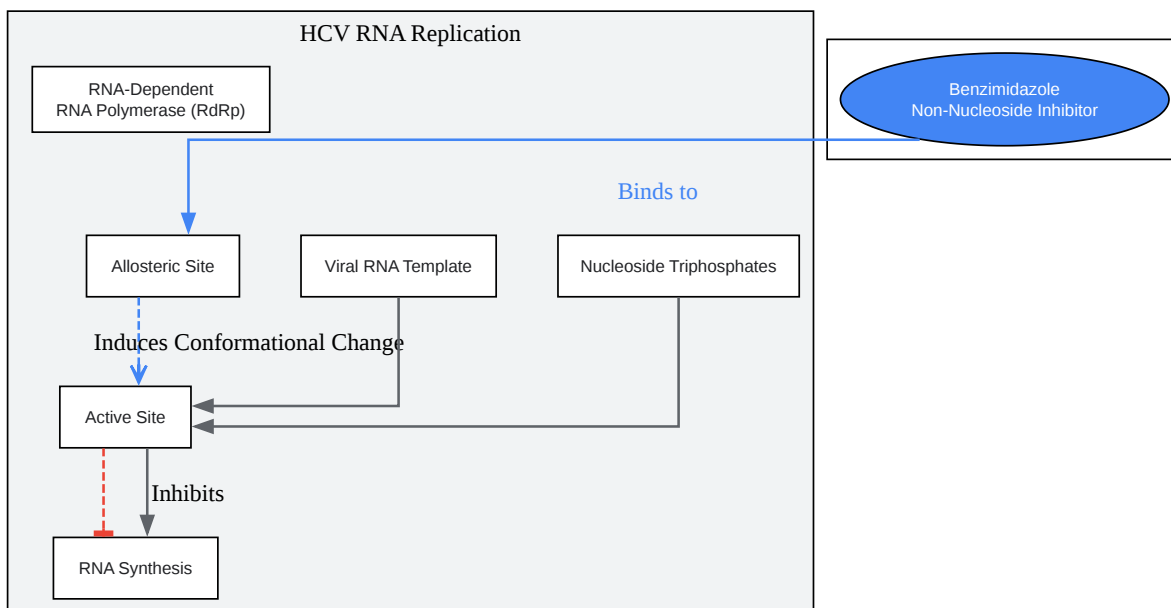 HCV RNA Replication
RNA-Dependent
RNA Polymerase (RdRp)
Benzimidazole
Non-Nucleoside Inhibitor
Binds to
Allosteric Site
Viral RNA Template
Nucleoside Triphosphates
Induces Conformational Change
Active Site
Inhibits
RNA Synthesis